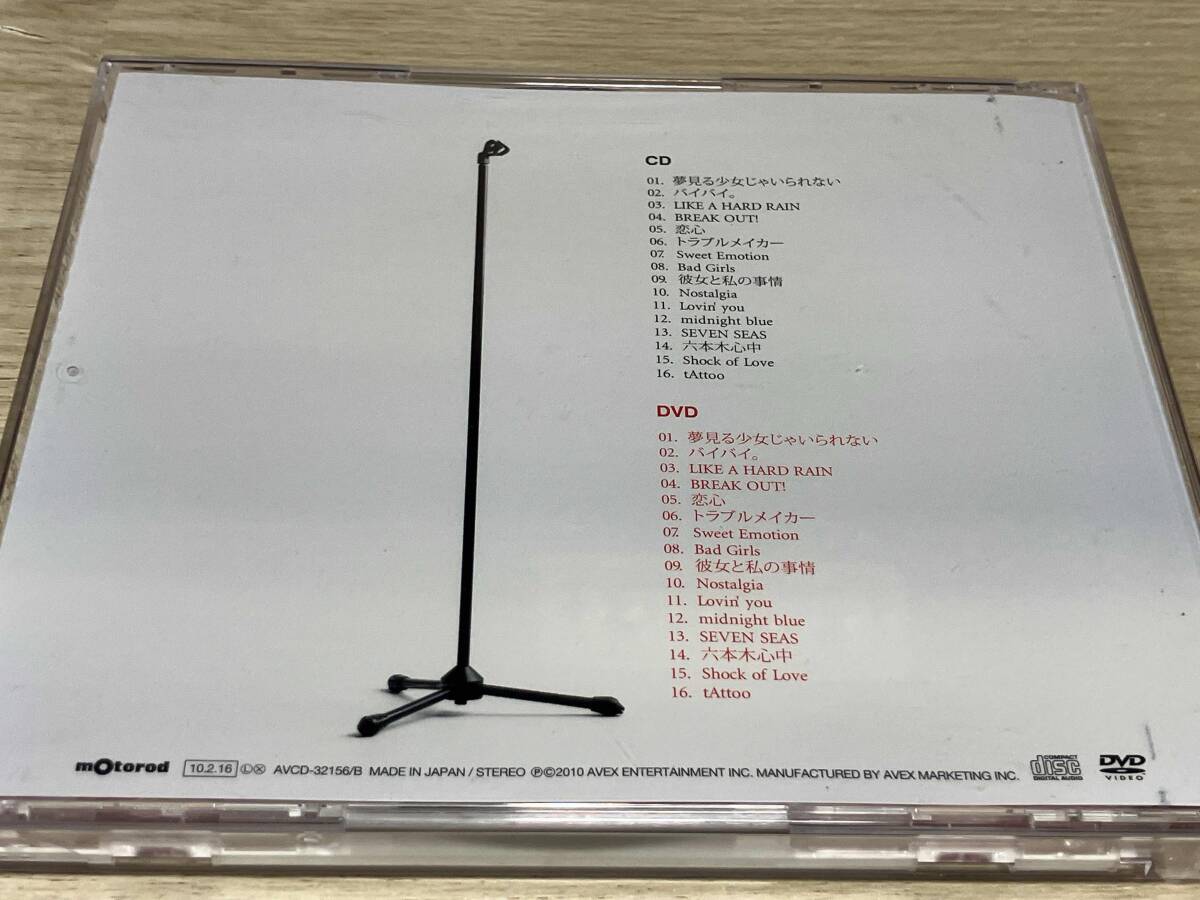 CD
01. 夢見る少女じゃいられない
02. バイバイ。
03. LIKE A HARD RAIN
04. BREAK OUT!
05. 恋心
06. トラブルメイカー
07. Sweet Emotion
08. Bad Girls
09. 彼女と私の事情
10. Nostalgia
11. Lovin' you
12. midnight blue
13. SEVEN SEAS
14. 六本木心中
15. Shock of Love
16. tAttoo
DVD
01. 夢見る少女じゃいられない
02. バイバイ。
03. LIKE A HARD RAIN
04. BREAK OUT!
05. 恋心
06. トラブルメイカー
07. Sweet Emotion
08. Bad Girls
09. 彼女と私の事情
10. Nostalgia
11. Lovin' you
12. midnight blue
13. SEVEN SEAS
14. 六本木心中
15. Shock of Love
16. tAttoo
motorod 10.2.16 Ⓛⓧ AVCD-32156/B MADE IN JAPAN / STEREO ℗©2010 AVEX ENTERTAINMENT INC. MANUFACTURED BY AVEX MARKETING INC. COMPACT disc DIGITAL AUDIO DVD VIDEO